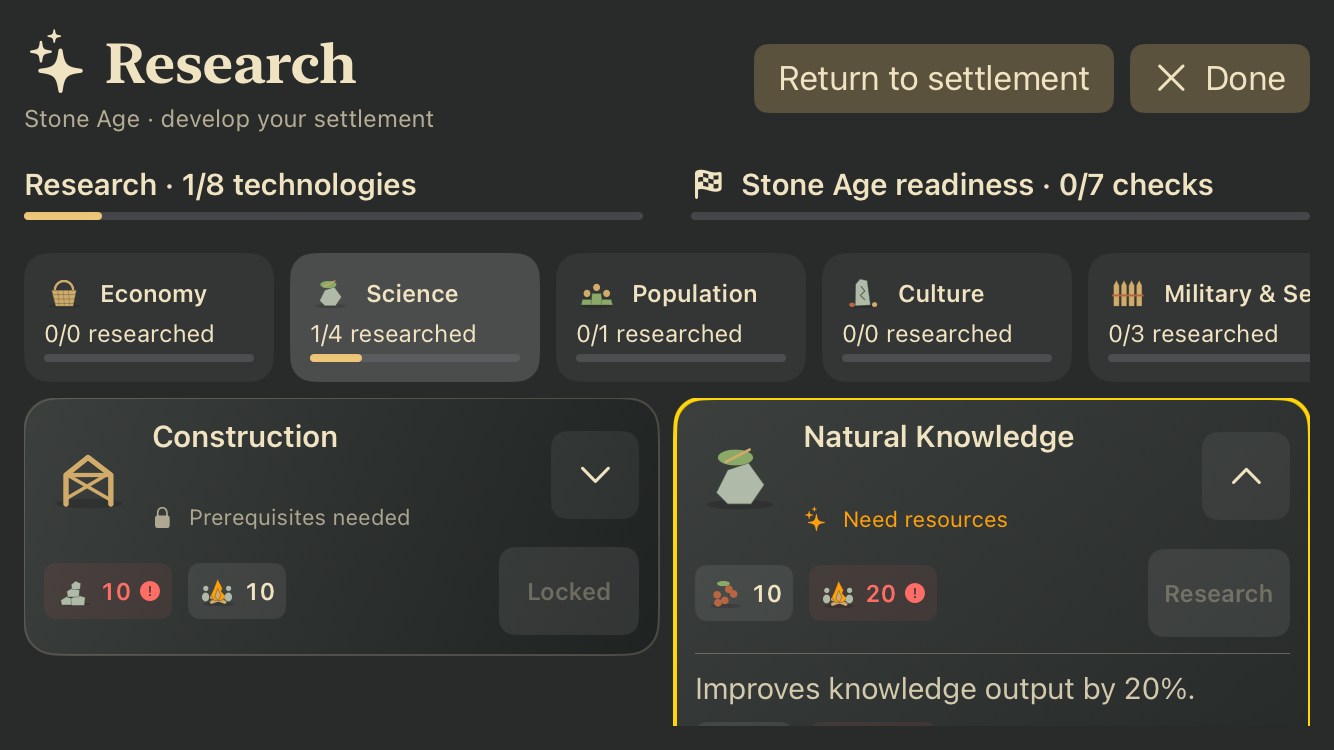 Research
Return to settlement
Done
Stone Age · develop your settlement
Research · 1/8 technologies
Stone Age readiness · 0/7 checks
Economy
0/0 researched
Science
1/4 researched
Population
0/1 researched
Culture
0/0 researched
Military & Se
0/3 researched
Construction
Prerequisites needed
10
10
Locked
Natural Knowledge
Need resources
10
20
Research
Improves knowledge output by 20%.